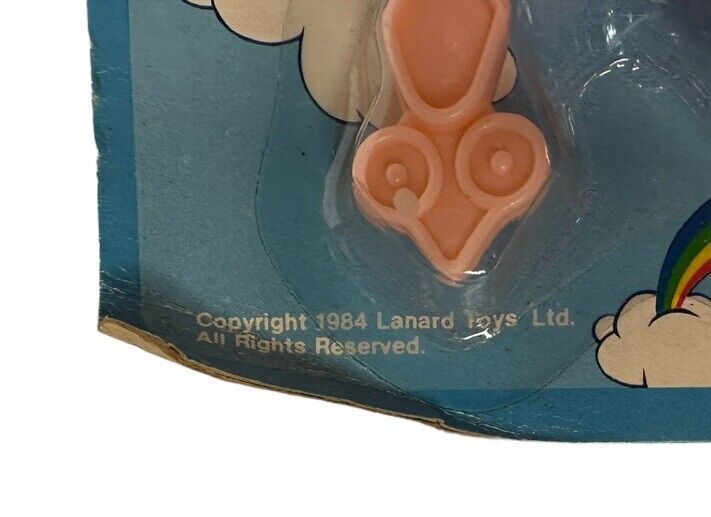 Copyright 1984 Lanard Toys Ltd.
All Rights Reserved.